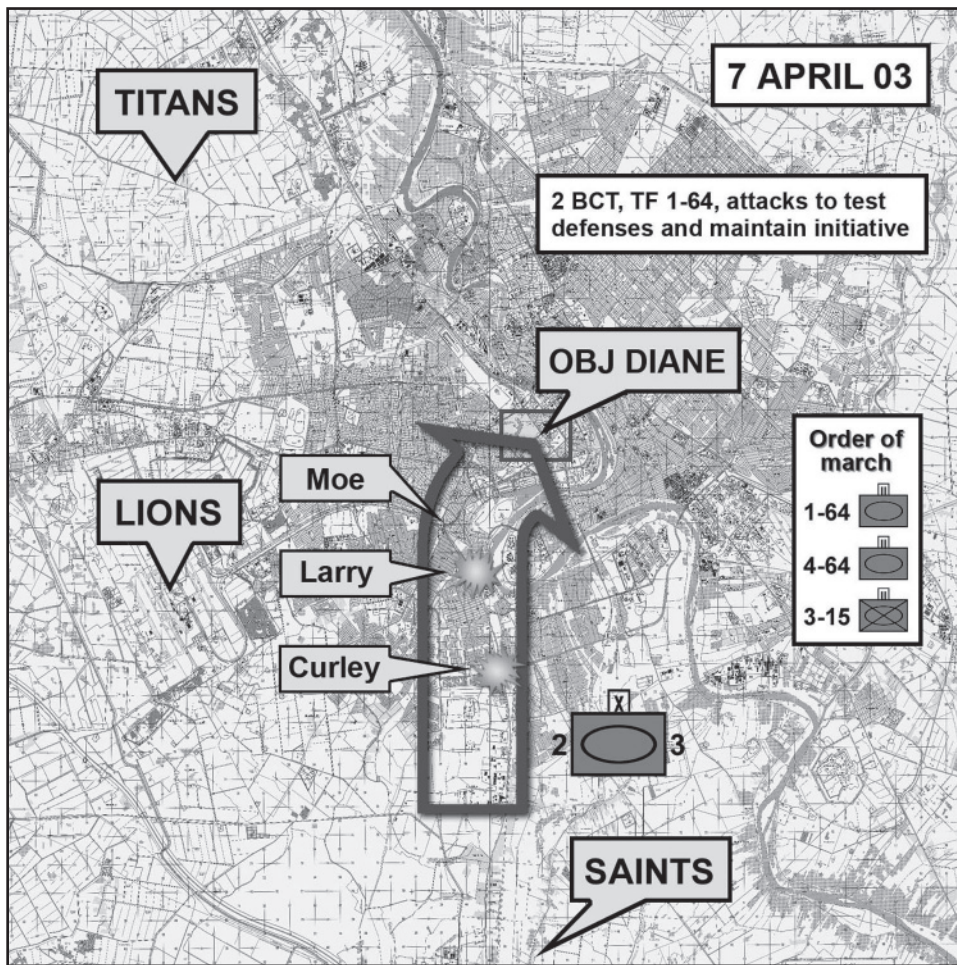 7 APRIL 03
TITANS
2 BCT, TF 1-64, attacks to test
defenses and maintain initiative
OBJ DIANE
Order of
march
1-64
4-64
3-15
Moe
LIONS
Larry
Curley
X
2 3
SAINTS